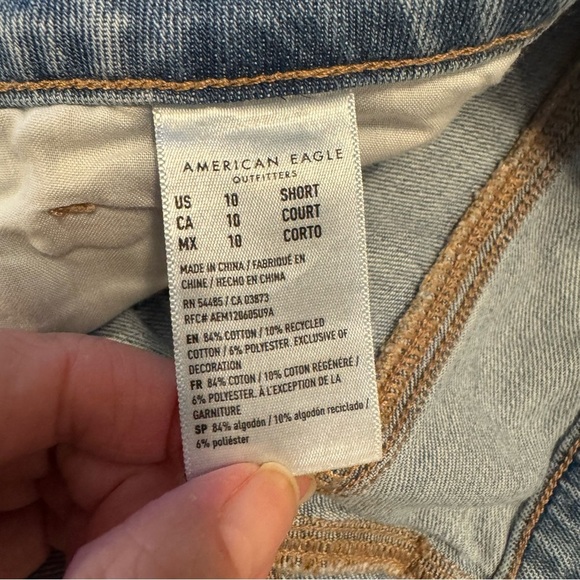 AMERICAN EAGLE
OUTFITTERS
US 10 SHORT
CA 10 COURT
MX 10 CORTO
MADE IN CHINA / FABRIQUÉ EN
CHINE / HECHO EN CHINA
RN 54485 / CA 03873
RFC# AEM120605U9A
EN 84% COTTON / 10% RECYCLED
COTTON / 6% POLYESTER. EXCLUSIVE OF
DECORATION
FR 84% COTON / 10% COTON RÉGÉNÉRÉ /
6% POLYESTER. À L'EXCEPTION DE LA
GARNITURE
SP 84% algodón / 10% algodón reciclado /
6% poliéster